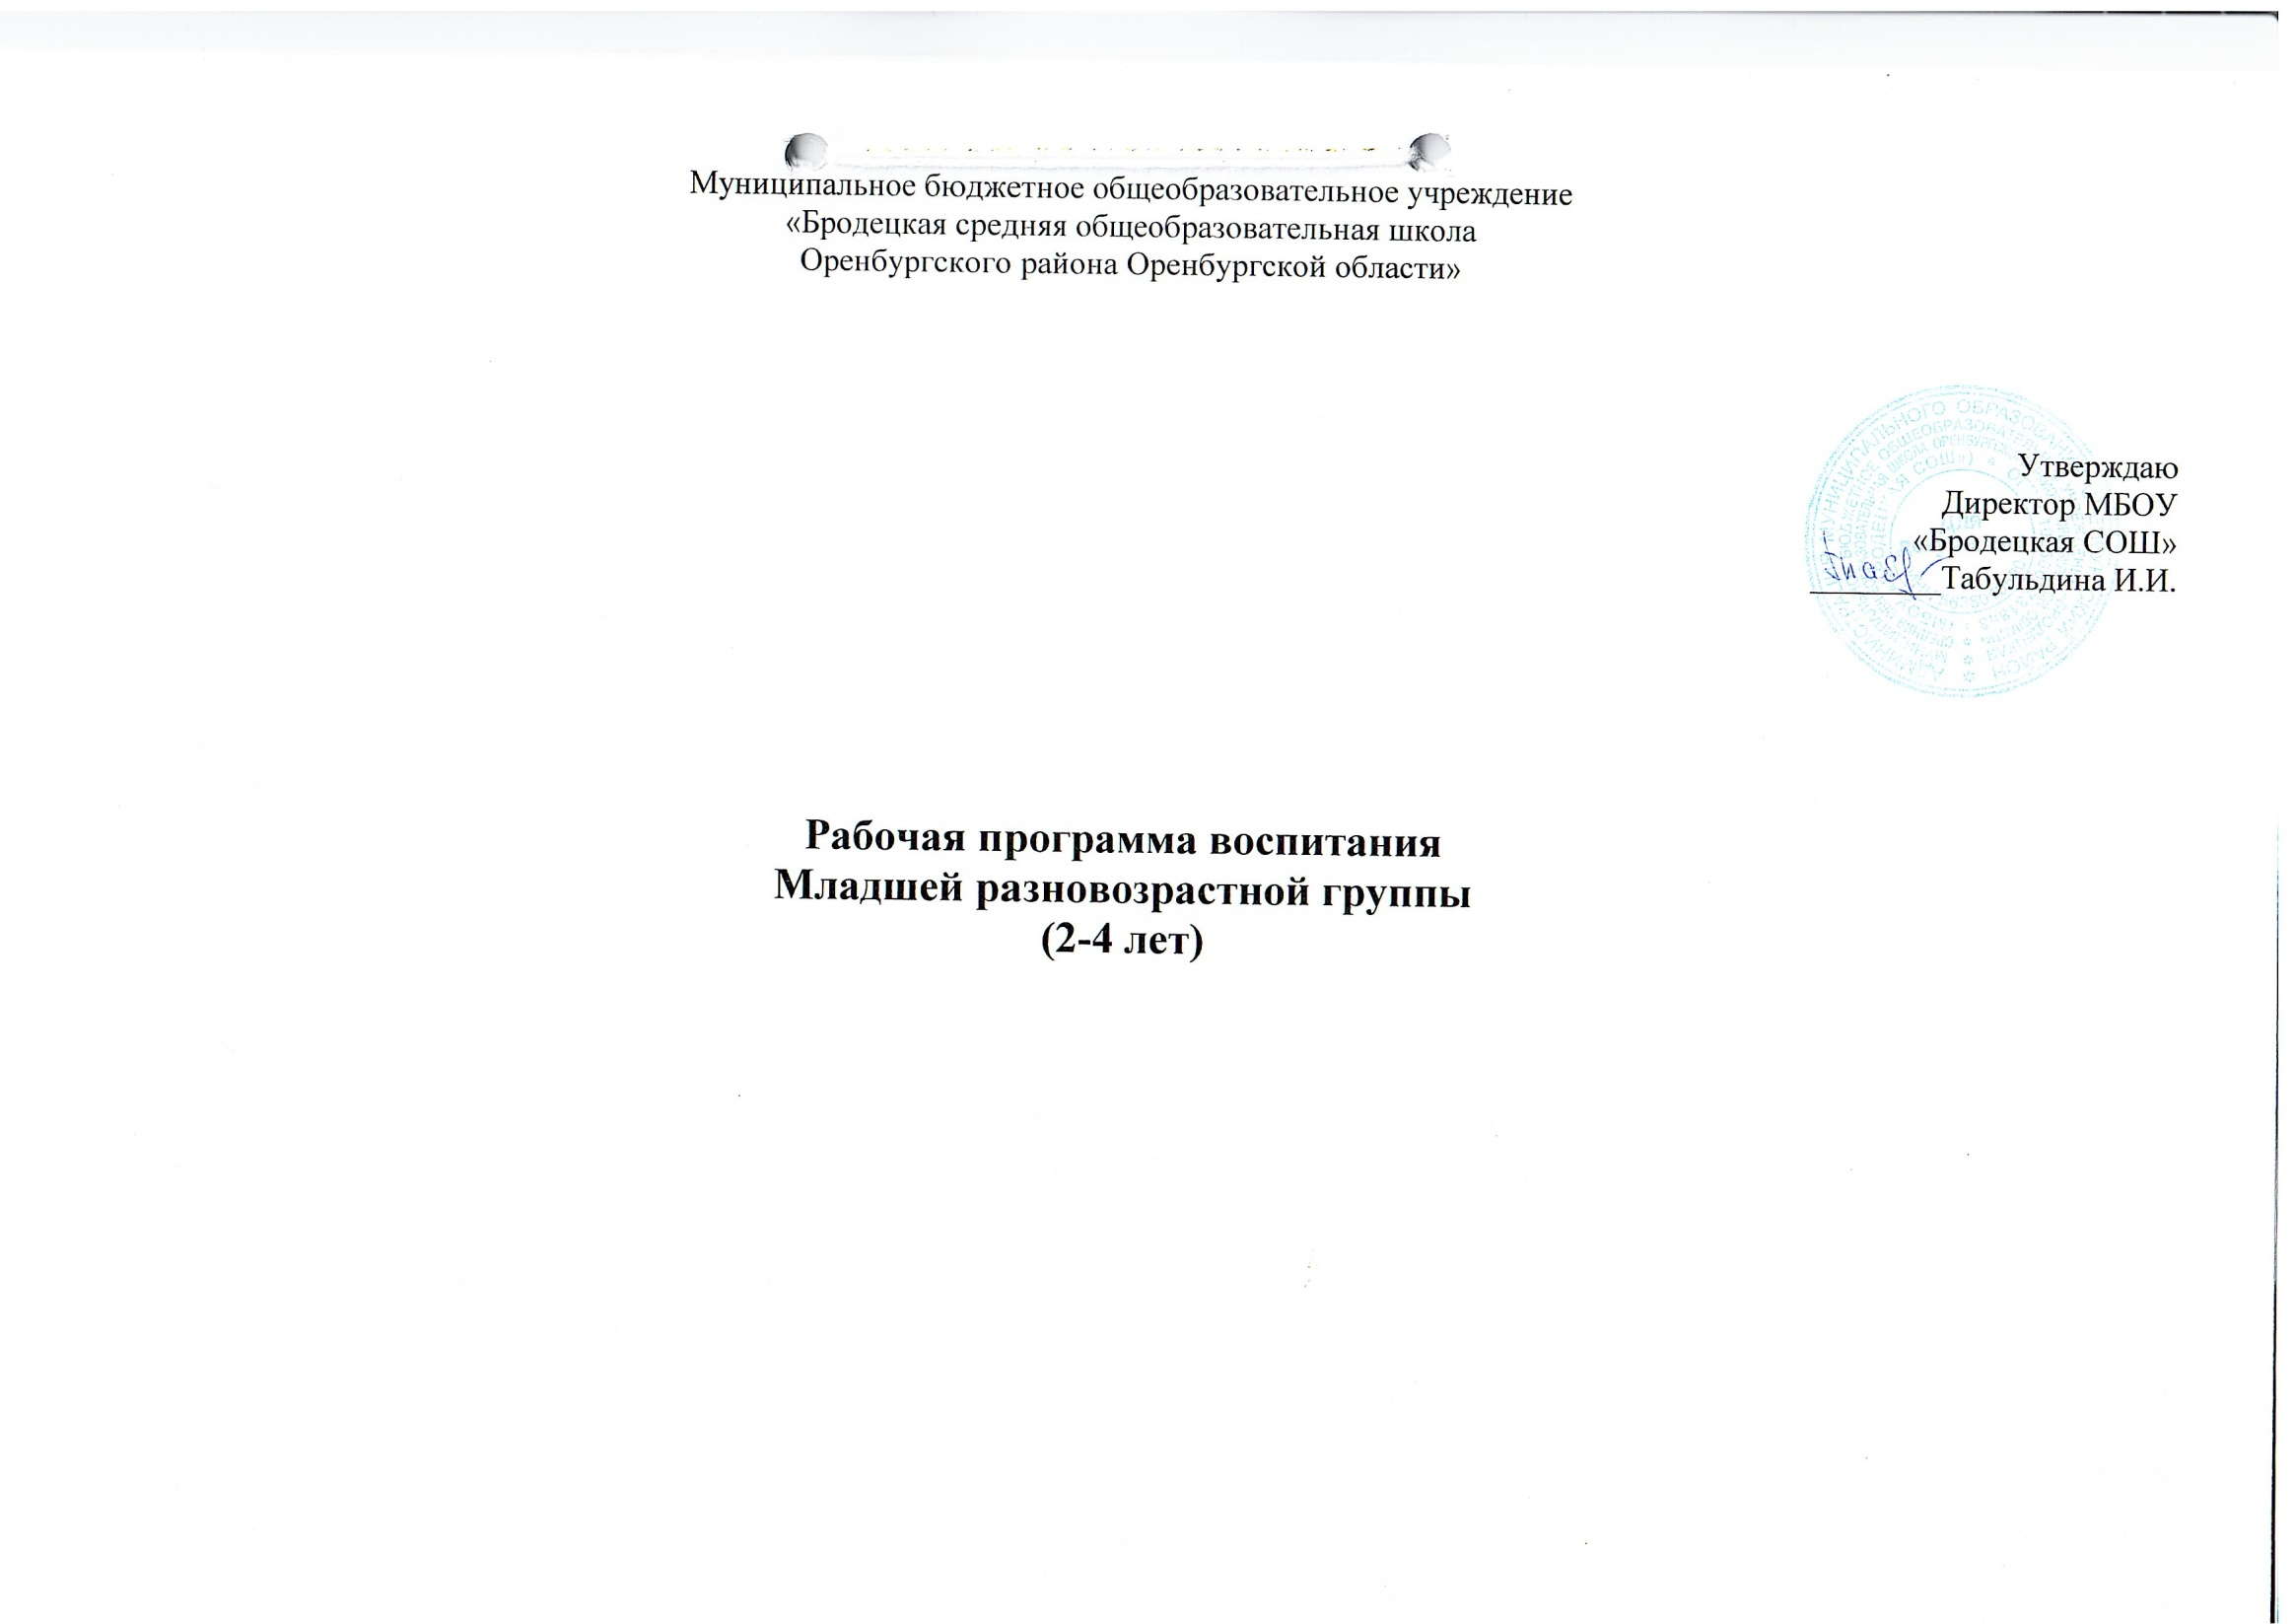 Муниципальное бюджетное общеобразовательное учреждение
«Бродецкая средняя общеобразовательная школа
Оренбургского района Оренбургской области»
Утверждаю
Директор МБОУ
«Бродецкая СОШ»
Табульдина И.И.
Рабочая программа воспитания
Младшей разновозрастной группы
(2-4 лет)